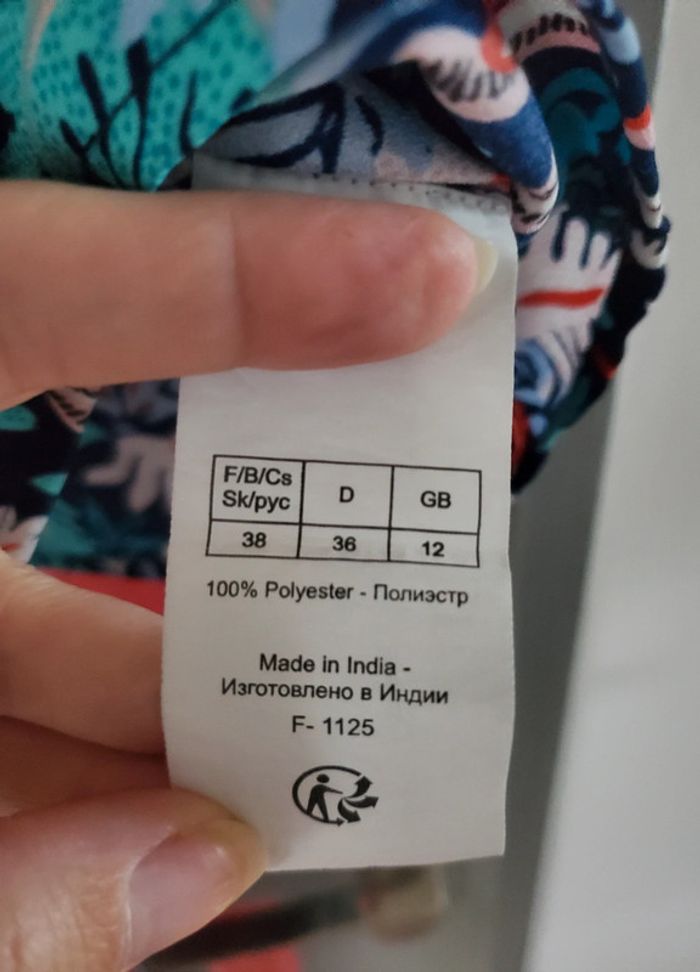 F/B/Cs D GB
Sk/рус
38 36 12
100% Polyester - Полиэстр
Made in India -
Изготовлено в Индии
F- 1125